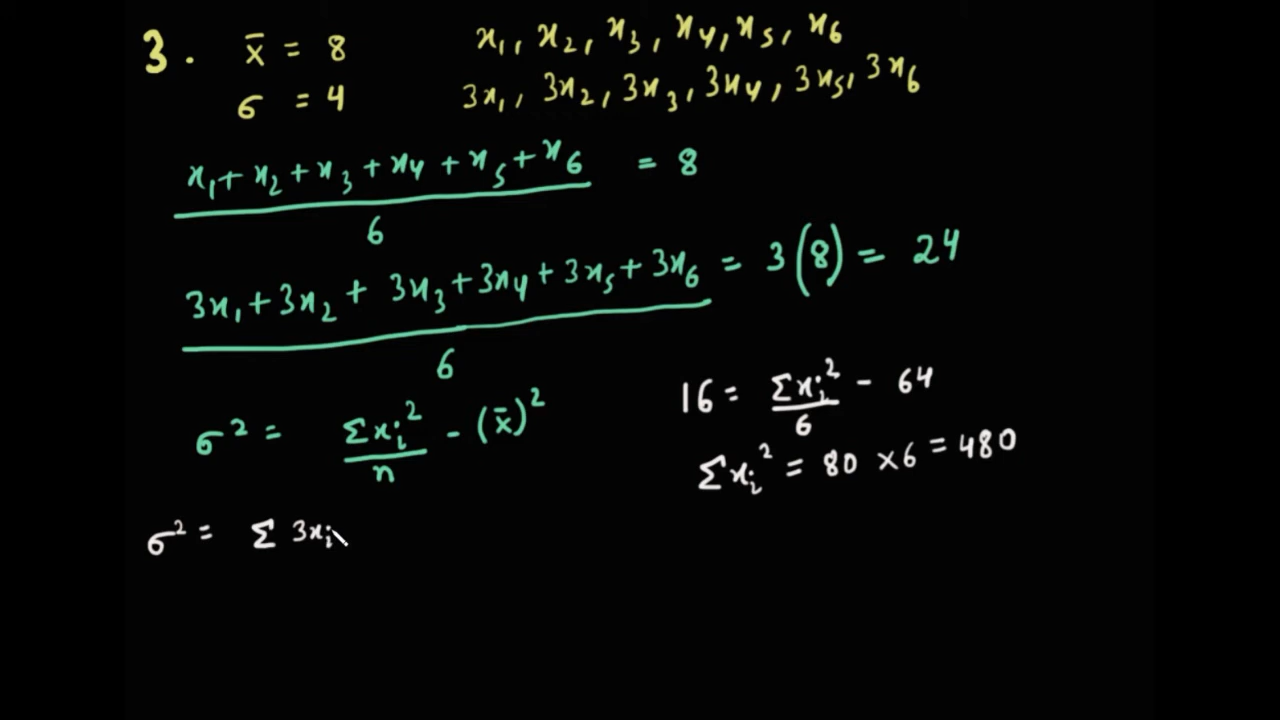 3. x̄ = 8 x₁, x₂, x₃, x₄, x₅, x₆
σ = 4 3x₁, 3x₂, 3x₃, 3x₄, 3x₅, 3x₆
x₁ + x₂ + x₃ + x₄ + x₅ + x₆ = 8
6
3x₁ + 3x₂ + 3x₃ + 3x₄ + 3x₅ + 3x₆ = 3(8) = 24
6
σ² = Σxᵢ² - (x̄)²
n
16 = Σxᵢ² - 64
6
Σxᵢ² = 80 × 6 = 480
σ² = Σ 3xᵢ